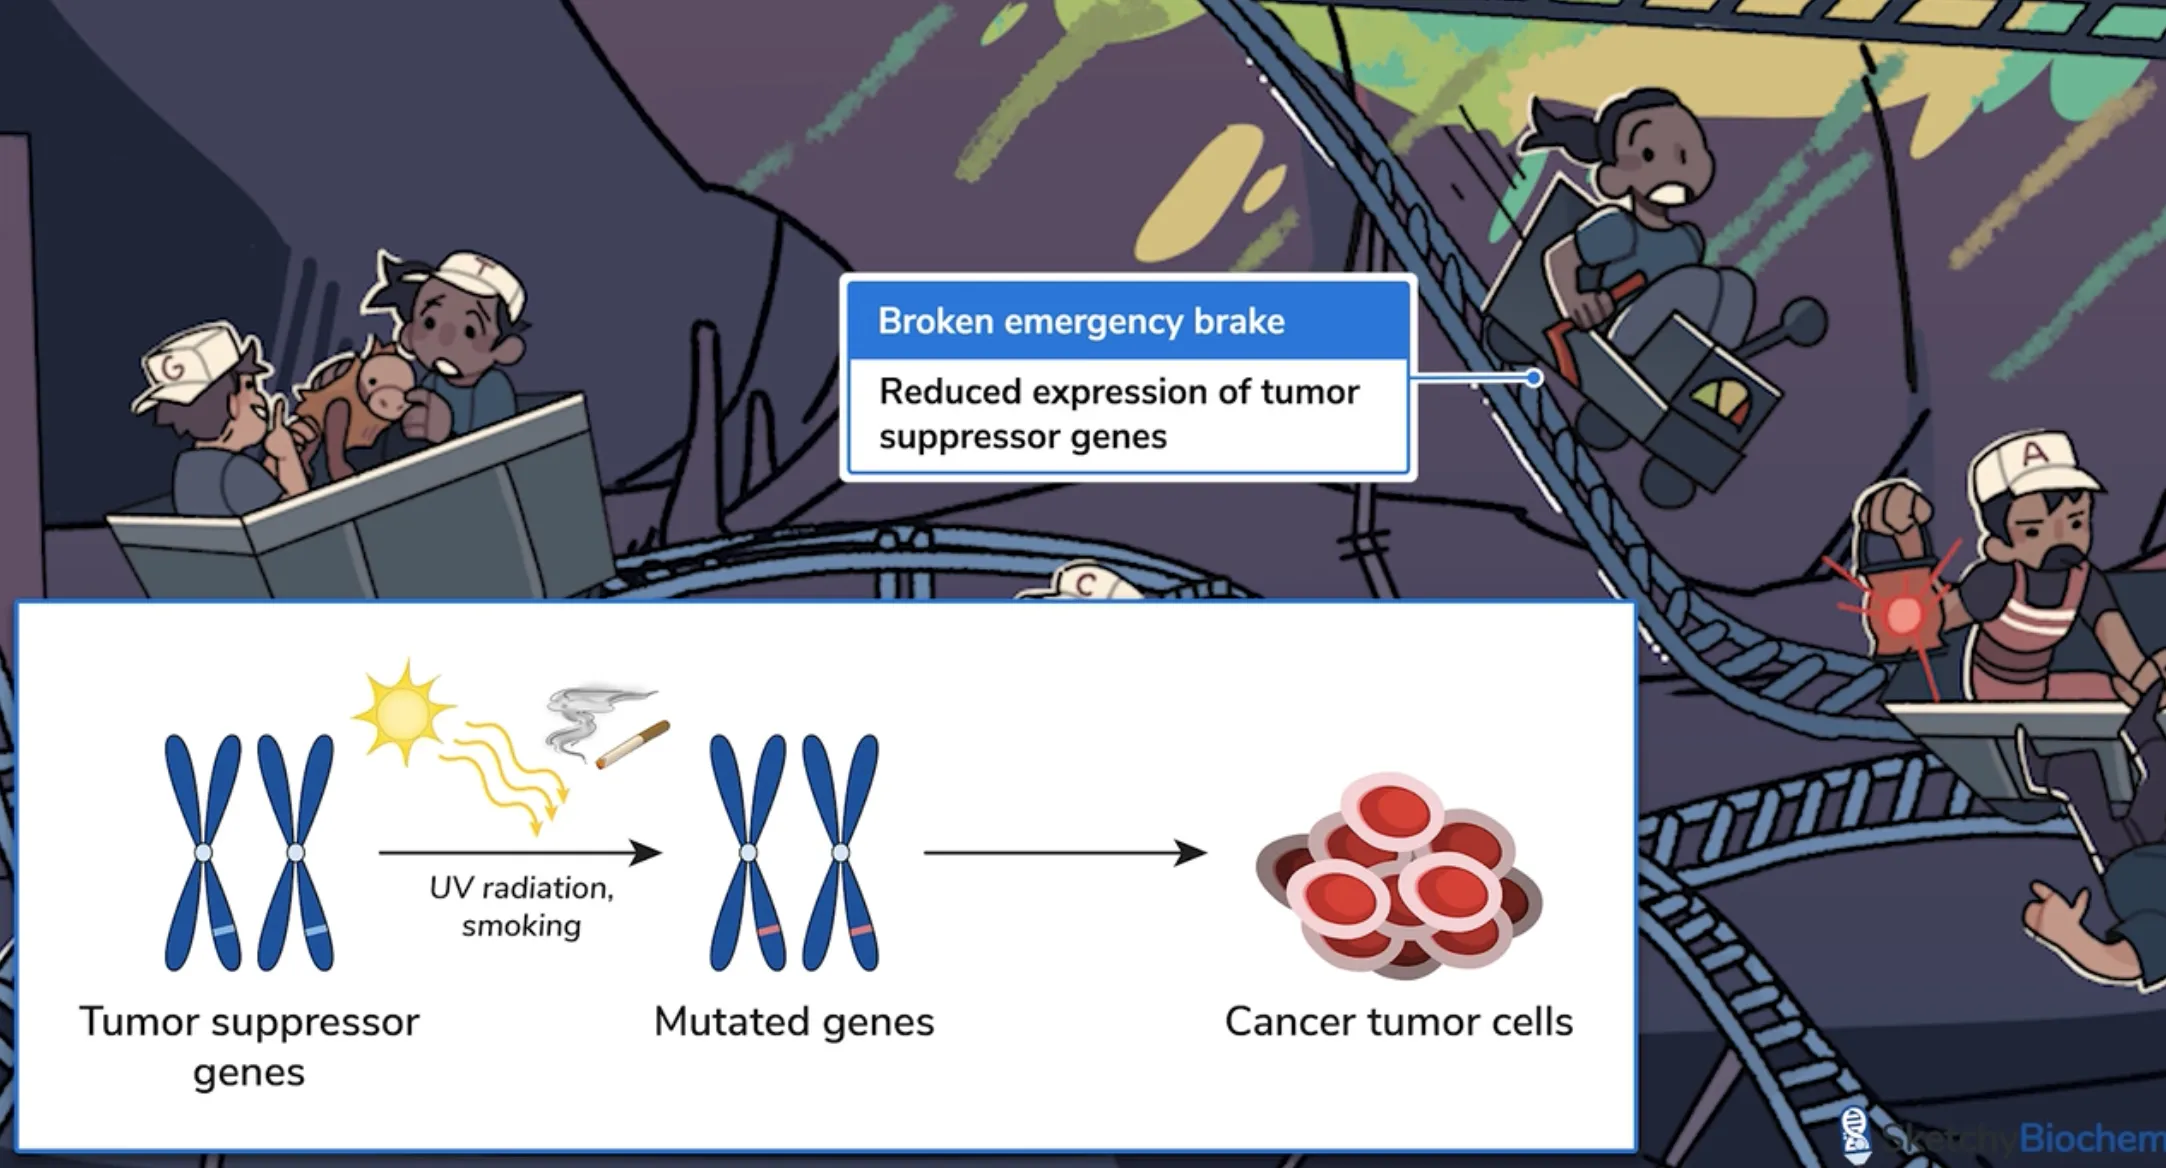 T
G
Broken emergency brake
Reduced expression of tumor
suppressor genes
A
C
UV radiation,
smoking
Tumor suppressor
genes
Mutated genes
Cancer tumor cells
SketchyBiochem